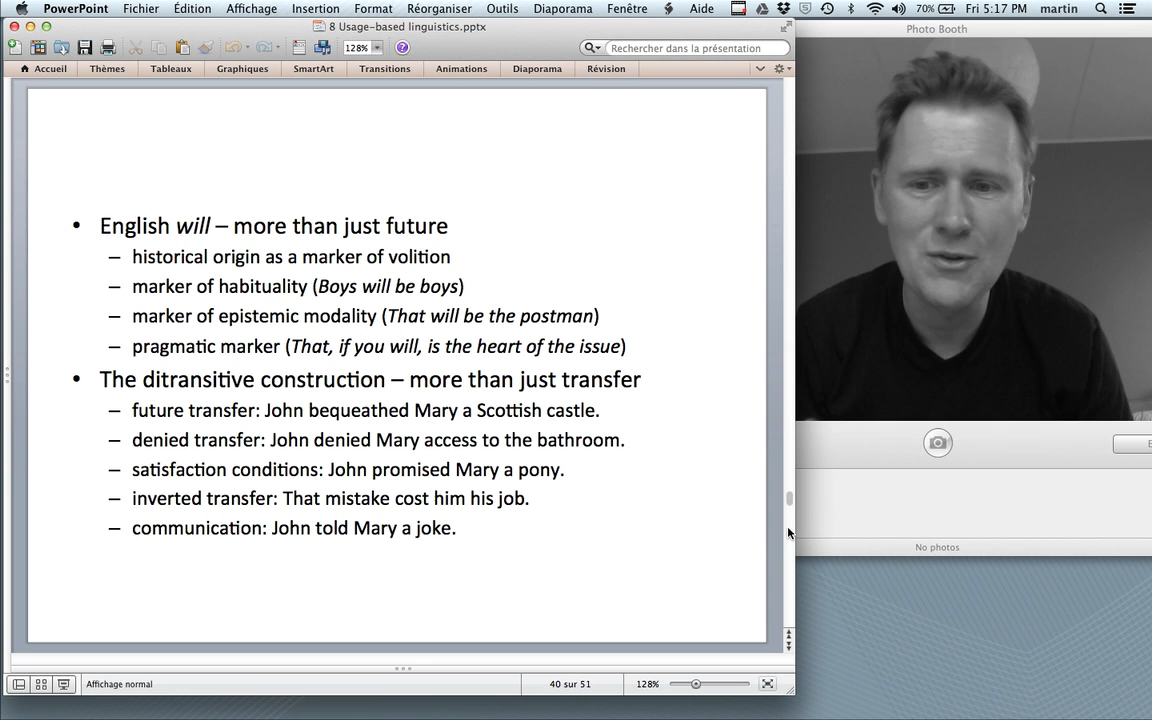 PowerPoint Fichier Édition Affichage Insertion Format Réorganiser Outils Diaporama Fenêtre Aide 70% Fri 5:17 PM martin
8 Usage-based linguistics.pptx
Photo Booth
128% Rechercher dans la présentation
Accueil Thèmes Tableaux Graphiques SmartArt Transitions Animations Diaporama Révision
• English will – more than just future
– historical origin as a marker of volition
– marker of habituality (Boys will be boys)
– marker of epistemic modality (That will be the postman)
– pragmatic marker (That, if you will, is the heart of the issue)
• The ditransitive construction – more than just transfer
– future transfer: John bequeathed Mary a Scottish castle.
– denied transfer: John denied Mary access to the bathroom.
– satisfaction conditions: John promised Mary a pony.
– inverted transfer: That mistake cost him his job.
– communication: John told Mary a joke.
No photos
Affichage normal 40 sur 51 128%